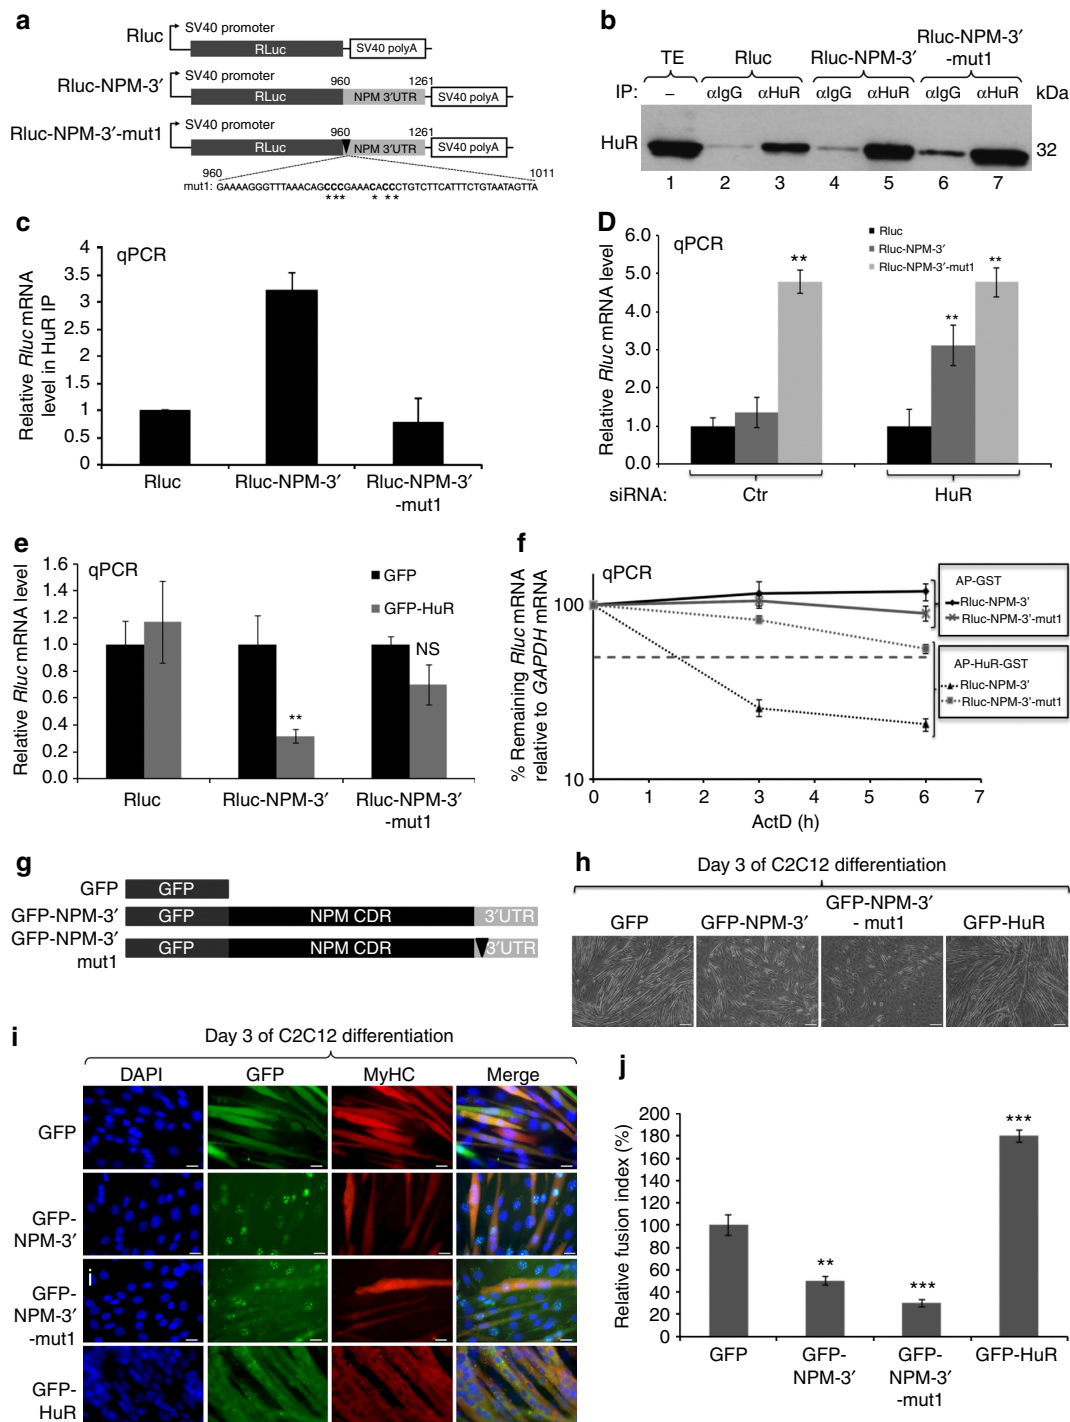 a
Rluc
SV40 promoter
RLuc
SV40 polyA
Rluc-NPM-3′
SV40 promoter
960
1261
RLuc
NPM 3′UTR
SV40 polyA
Rluc-NPM-3′-mut1
SV40 promoter
960
1261
RLuc
NPM 3′UTR
SV40 polyA
960
1011
mut1: GAAAAGGGTTTAAACAGCCCGAAACACCCTGTCTTCATTTCTGTAATAGTTA
*** * **
b
TE Rluc Rluc-NPM-3′ Rluc-NPM-3′
-mut1
IP: – αIgG αHuR αIgG αHuR αIgG αHuR kDa
HuR 32
1 2 3 4 5 6 7
c
qPCR
Relative Rluc mRNA
level in HuR IP
4
3.5
3
2.5
2
1.5
1
0.5
0
Rluc Rluc-NPM-3′ Rluc-NPM-3′
-mut1
D
qPCR
Relative Rluc mRNA level
6.0
5.0
4.0
3.0
2.0
1.0
0.0
Rluc
Rluc-NPM-3′
Rluc-NPM-3′-mut1
**
**
**
siRNA: Ctr HuR
e
qPCR
Relative Rluc mRNA level
1.6
1.4
1.2
1.0
0.8
0.6
0.4
0.2
0.0
GFP
GFP-HuR
**
NS
Rluc Rluc-NPM-3′ Rluc-NPM-3′
-mut1
f
qPCR
% Remaining Rluc mRNA
relative to GAPDH mRNA
100
10
0 1 2 3 4 5 6 7
ActD (h)
AP-GST
Rluc-NPM-3'
Rluc-NPM-3'-mut1
AP-HuR-GST
Rluc-NPM-3'
Rluc-NPM-3'-mut1
g
GFP
GFP
GFP-NPM-3′
GFP NPM CDR 3′UTR
GFP-NPM-3′
mut1
GFP NPM CDR 3′UTR
h
Day 3 of C2C12 differentiation
GFP GFP-NPM-3′ GFP-NPM-3′
- mut1 GFP-HuR
i
Day 3 of C2C12 differentiation
DAPI GFP MyHC Merge
GFP
GFP-
NPM-3′
i
GFP-
NPM-3′
-mut1
GFP-
HuR
j
Relative fusion index (%)
200
180
160
140
120
100
80
60
40
20
0
**
***
***
GFP GFP-
NPM-3′ GFP-
NPM-3′
-mut1 GFP-HuR